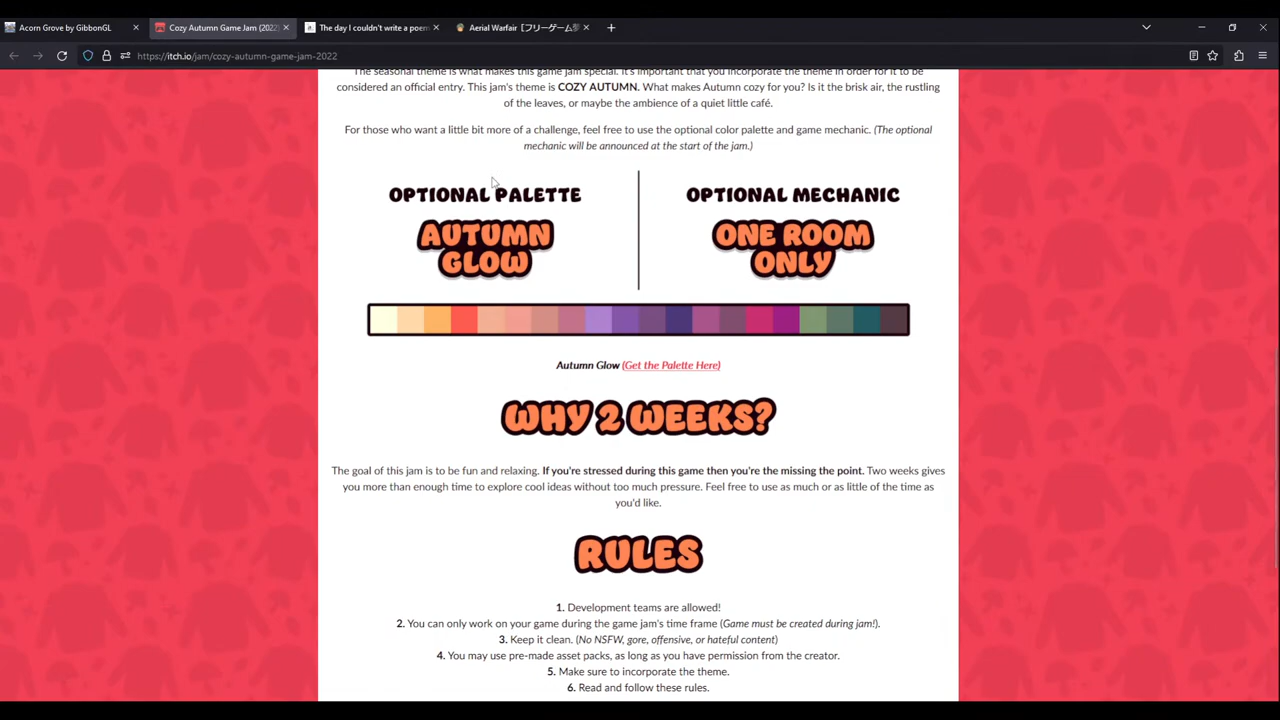 Acorn Grove by GibbonGL
Cozy Autumn Game Jam (2022)
The day I couldn't write a poem
Aerial Warfair [フリーゲーム夢
https://itch.io/jam/cozy-autumn-game-jam-2022
The seasonal theme is what makes this game jam special. It's important that you incorporate the theme in order for it to be
considered an official entry. This jam's theme is COZY AUTUMN. What makes Autumn cozy for you? Is it the brisk air, the rustling
of the leaves, or maybe the ambience of a quiet little café.
For those who want a little bit more of a challenge, feel free to use the optional color palette and game mechanic. (The optional
mechanic will be announced at the start of the jam.)
OPTIONAL PALETTE
AUTUMN
GLOW
OPTIONAL MECHANIC
ONE ROOM
ONLY
Autumn Glow (Get the Palette Here)
WHY 2 WEEKS?
The goal of this jam is to be fun and relaxing. If you're stressed during this game then you're the missing the point. Two weeks gives
you more than enough time to explore cool ideas without too much pressure. Feel free to use as much or as little of the time as
you'd like.
RULES
1. Development teams are allowed!
2. You can only work on your game during the game jam's time frame (Game must be created during jam!).
3. Keep it clean. (No NSFW, gore, offensive, or hateful content)
4. You may use pre-made asset packs, as long as you have permission from the creator.
5. Make sure to incorporate the theme.
6. Read and follow these rules.